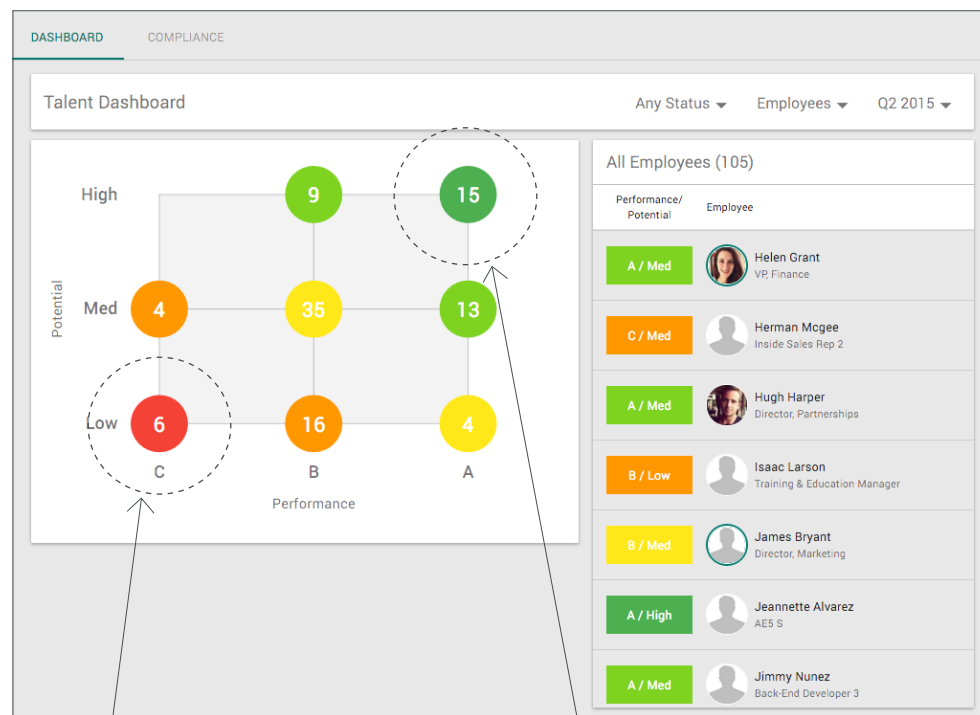 DASHBOARD COMPLIANCE
Talent Dashboard Any Status Employees Q2 2015
High 9 15
Med 4 35 13
Low 6 16 4
C B A
Performance
Potential
All Employees (105)
Performance/
Potential
Employee
A / Med
Helen Grant
VP, Finance
C / Med
Herman Mcgee
Inside Sales Rep 2
A / Med
Hugh Harper
Director, Partnerships
B / Low
Isaac Larson
Training & Education Manager
B / Med
James Bryant
Director, Marketing
A / High
Jeannette Alvarez
AE5 S
A / Med
Jimmy Nunez
Back-End Developer 3